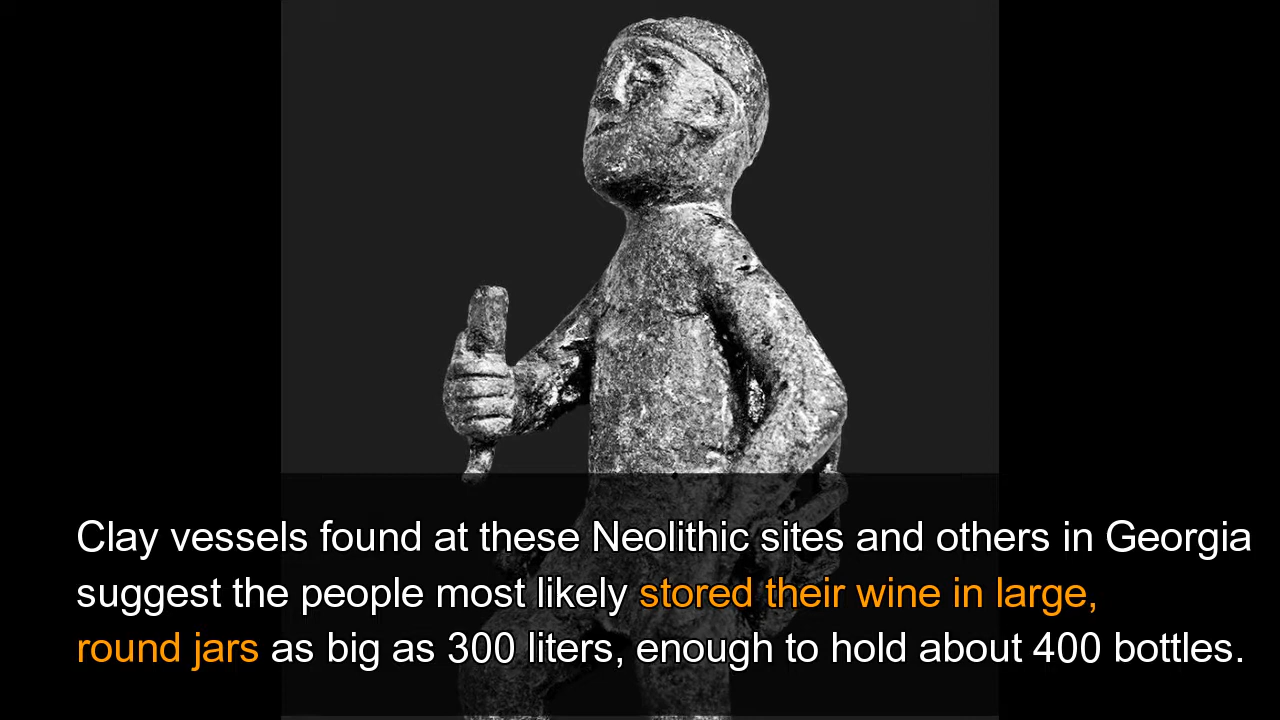 Clay vessels found at these Neolithic sites and others in Georgia
suggest the people most likely stored their wine in large,
round jars as big as 300 liters, enough to hold about 400 bottles.